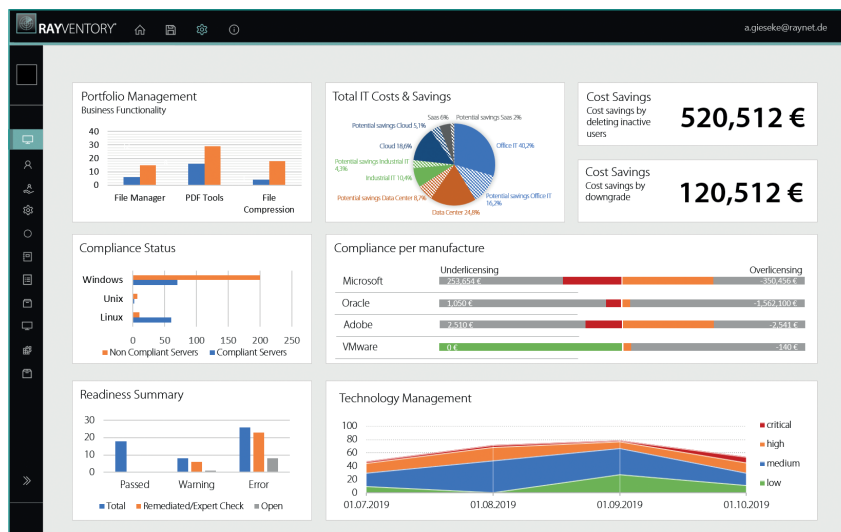 RAYVENTORY
a.gieseke@raynet.de
Portfolio Management
Business Functionality
40
30
20
10
0
File Manager
PDF Tools
File
Compression
Total IT Costs & Savings
Saas 6%
Potential savings Saas 2%
Potential savings Cloud 5,1%
Cloud 18,6%
Office IT 40,2%
Potential savings Industrial IT
4,3%
Industrial IT 10,4%
Potential savings Data Center 8,7%
Potential savings Office IT
16,2%
Data Center 24,8%
Cost Savings
Cost savings by
deleting inactive
users
520,512 €
Cost Savings
Cost savings by
downgrade
120,512 €
Compliance Status
Windows
Unix
Linux
0 50 100 150 200 250
Non Compliant Servers Compliant Servers
Compliance per manufacture
Underlicensing Overlicensing
Microsoft 253,654 € -350,456 €
Oracle 1,050 € -1,562,100 €
Adobe 2.510 € -2,541 €
VMware 0 € -140 €
Readiness Summary
30
20
10
0
Passed Warning Error
Total Remediated/Expert Check Open
Technology Management
100
80
60
40
20
0
01.07.2019 01.08.2019 01.09.2019 01.10.2019
critical
high
medium
low